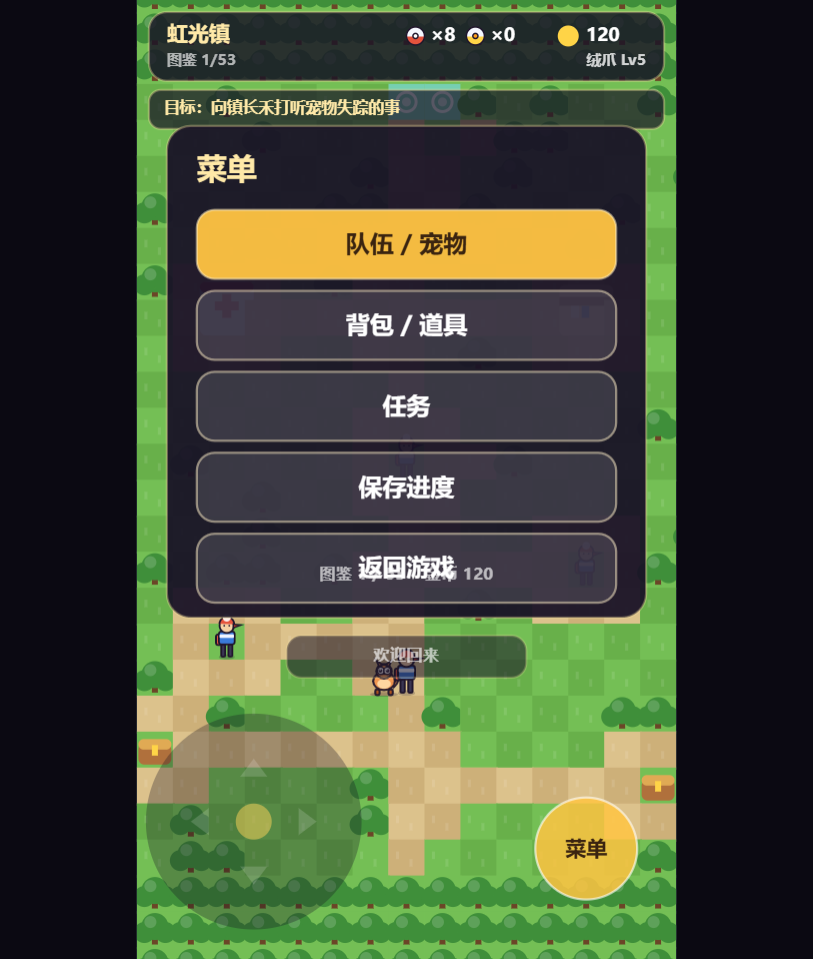 虹光镇
×8 ×0 120
图鉴 1/53
绒爪 Lv5
目标：向镇长禾打听宠物失踪的事
菜单
队伍 / 宠物
背包 / 道具
任务
保存进度
返回游戏
图鉴 120
欢迎回来
菜单